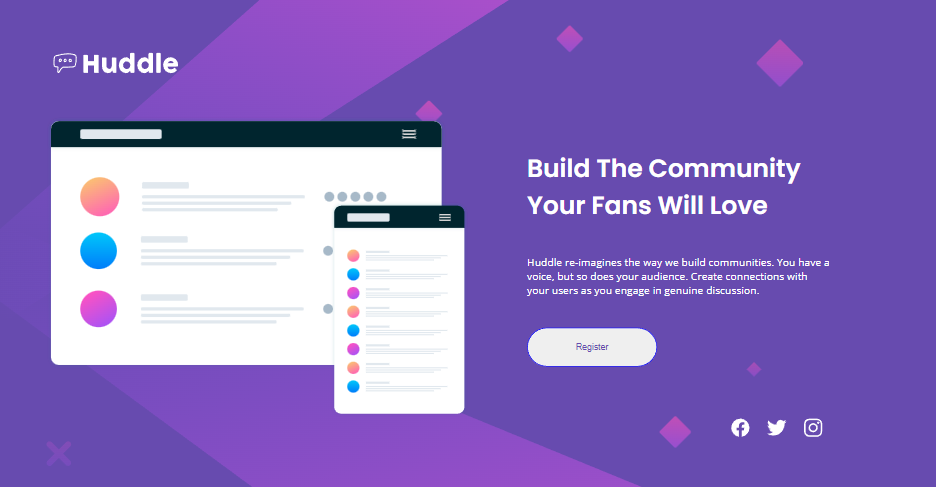 Huddle
Build The Community
Your Fans Will Love
Huddle re-imagines the way we build communities. You have a
voice, but so does your audience. Create connections with
your users as you engage in genuine discussion.
Register